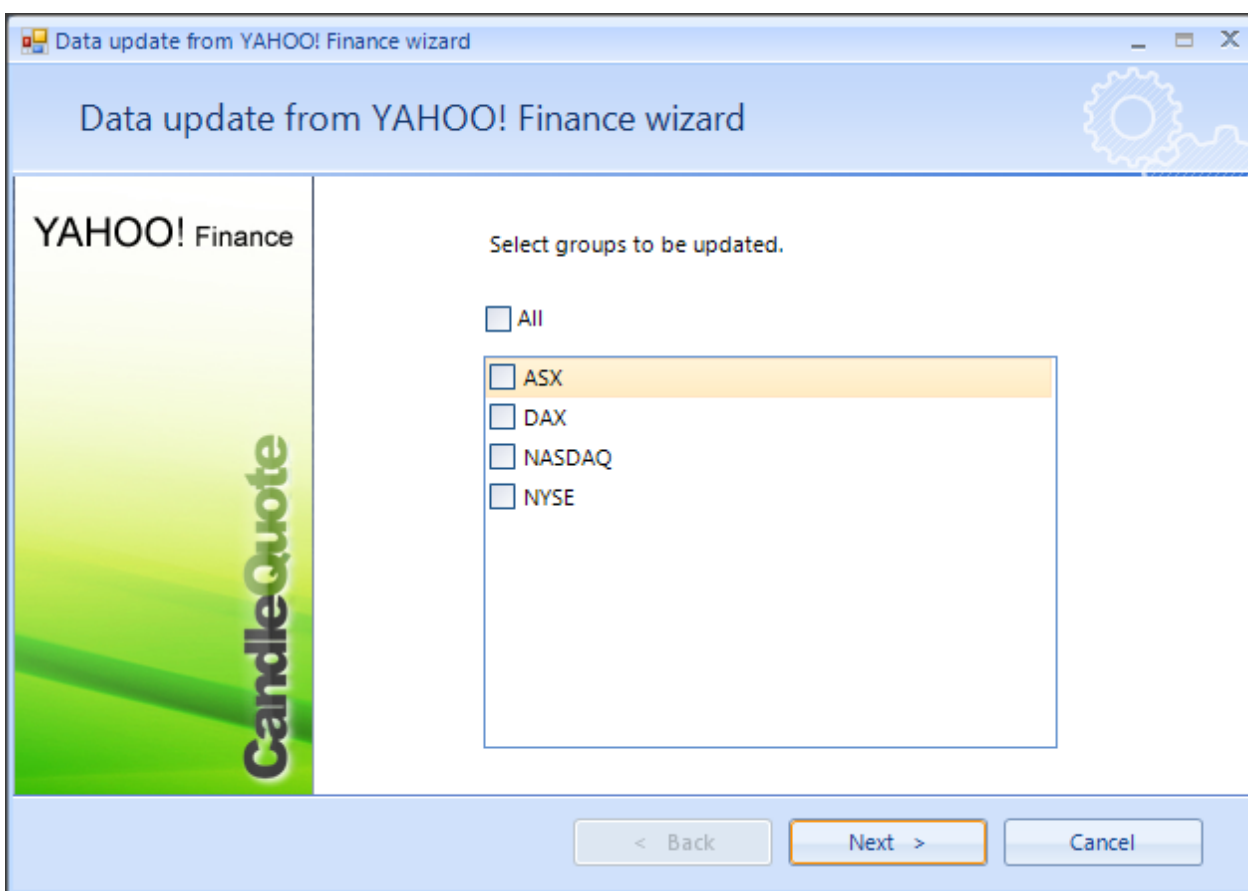 Data update from YAHOO! Finance wizard
Data update from YAHOO! Finance wizard
YAHOO! Finance
CandleQuote
Select groups to be updated.
All
ASX
DAX
NASDAQ
NYSE
< Back
Next >
Cancel